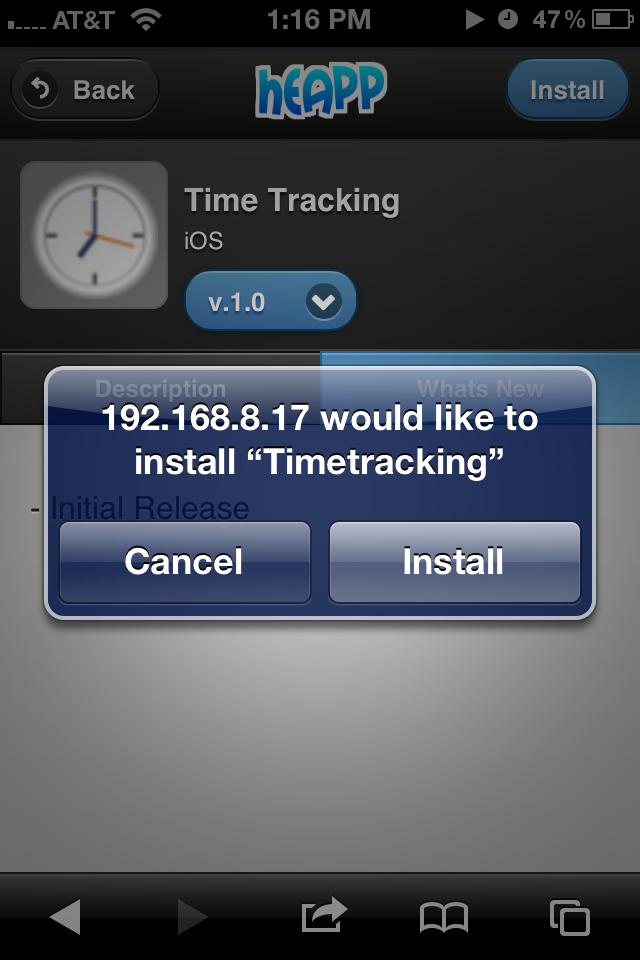 AT&T 1:16 PM 47%
Back hEAPP Install
Time Tracking
iOS
v.1.0
Description Whats New
192.168.8.17 would like to
install “Timetracking”
- Initial Release
Cancel Install